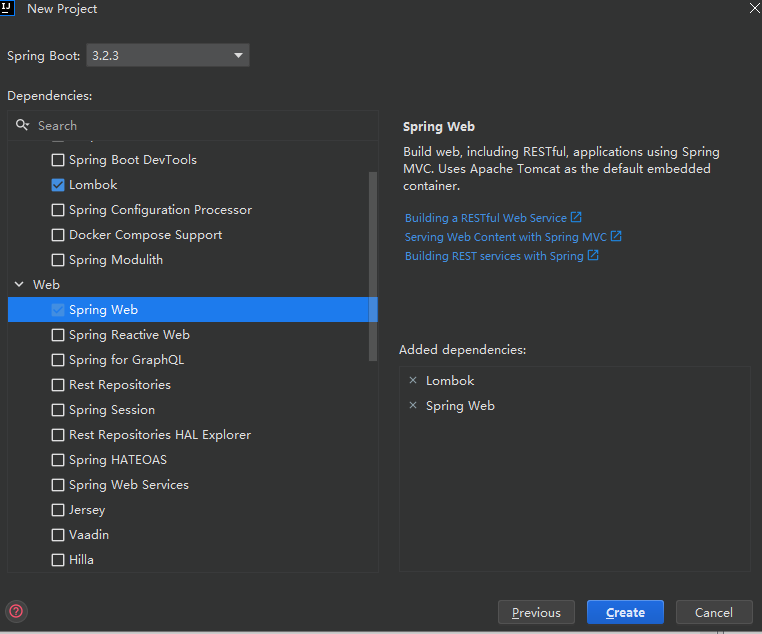 New Project
Spring Boot: 3.2.3
Dependencies:
Search
Spring Boot DevTools
Lombok
Spring Configuration Processor
Docker Compose Support
Spring Modulith
Web
Spring Web
Spring Reactive Web
Spring for GraphQL
Rest Repositories
Spring Session
Rest Repositories HAL Explorer
Spring HATEOAS
Spring Web Services
Jersey
Vaadin
Hilla
Spring Web
Build web, including RESTful, applications using Spring
MVC. Uses Apache Tomcat as the default embedded
container.
Building a RESTful Web Service
Serving Web Content with Spring MVC
Building REST services with Spring
Added dependencies:
Lombok
Spring Web
Previous
Create
Cancel